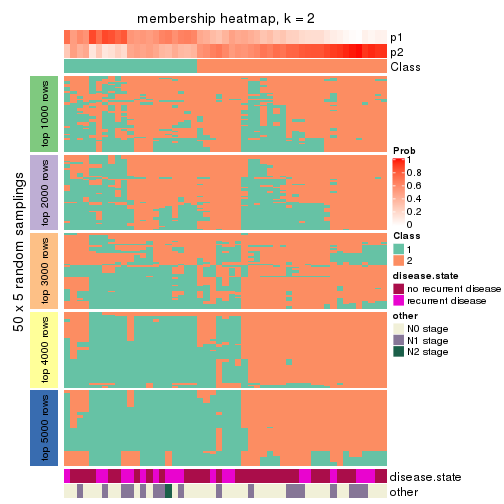 membership heatmap, k = 2
p1
p2
Class
50 x 5 random samplings
top 1000 rows
top 2000 rows
top 3000 rows
top 4000 rows
top 5000 rows
Prob
1
0.8
0.6
0.4
0.2
0
Class
1
2
disease.state
no recurrent disease
recurrent disease
other
N0 stage
N1 stage
N2 stage
disease.state
other